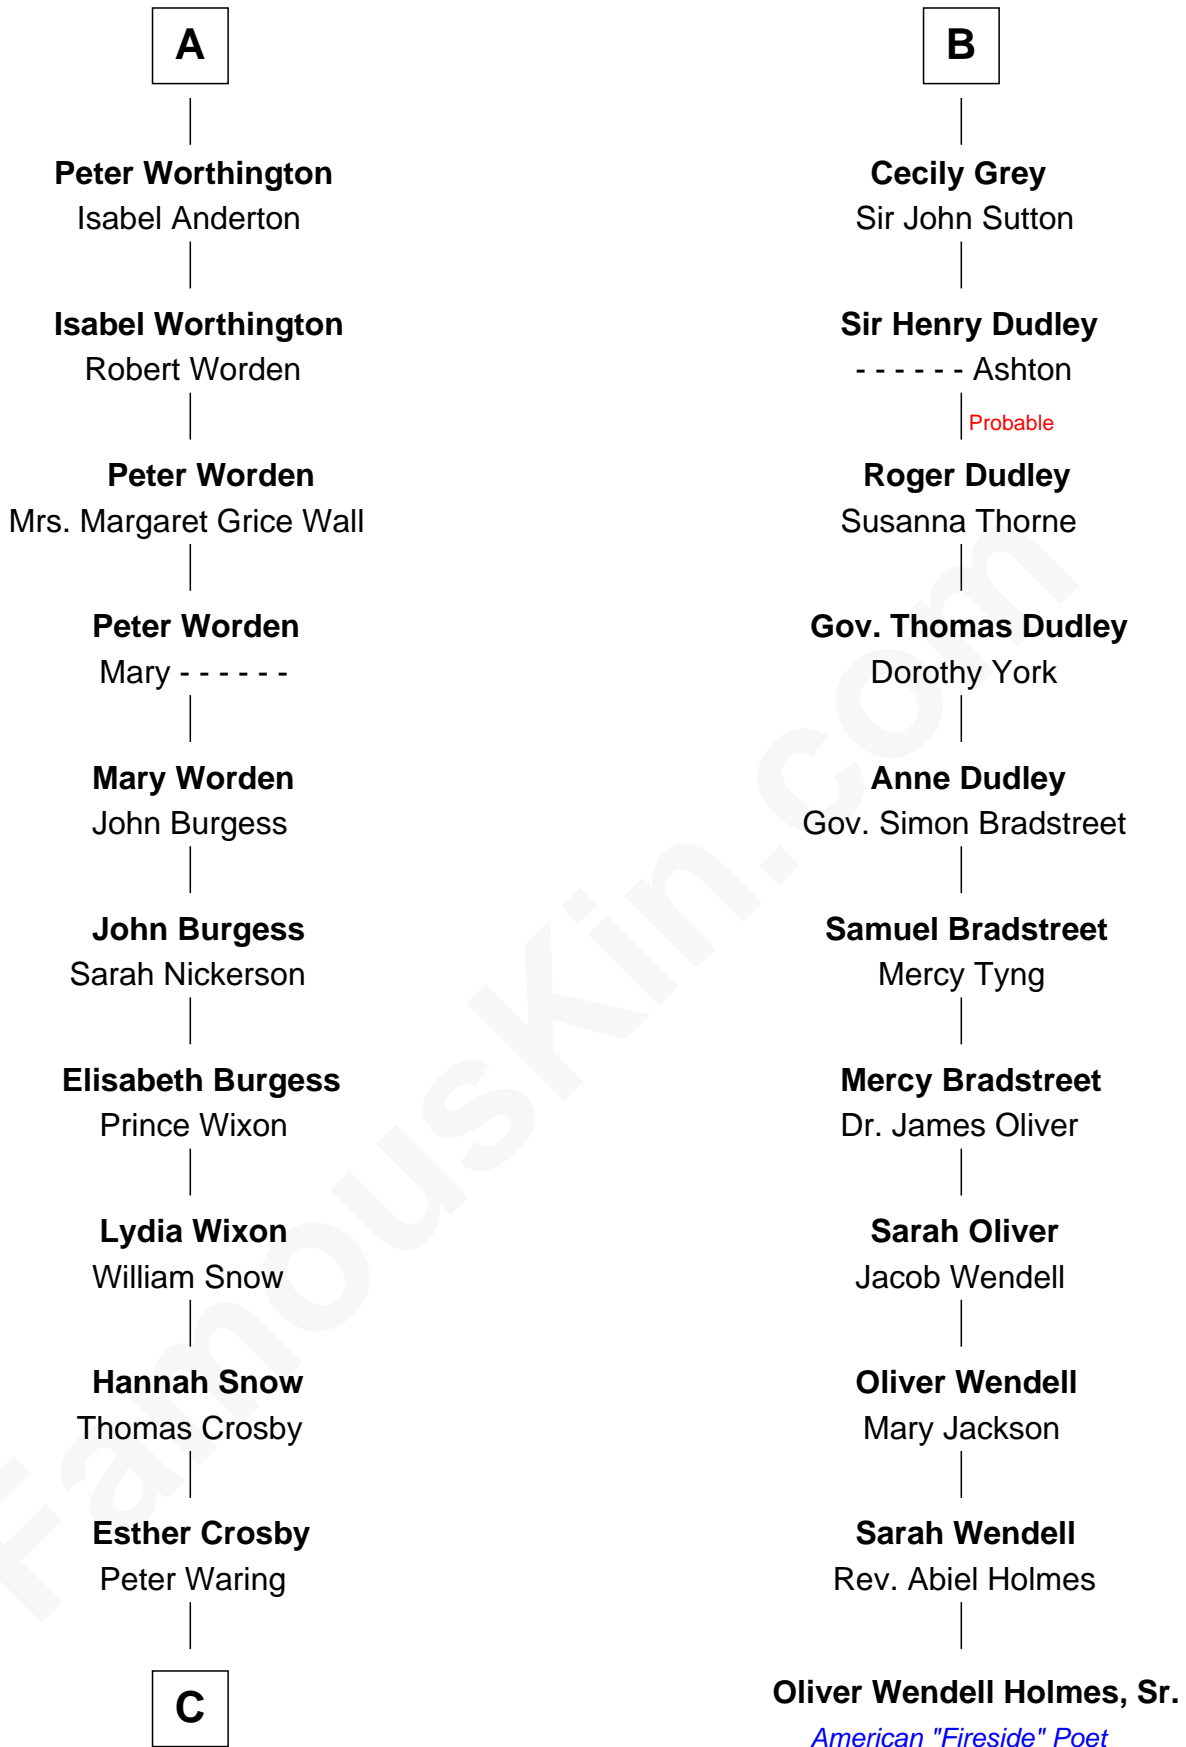 A
Peter Worthington
Isabel Anderton
Isabel Worthington
Robert Worden
Peter Worden
Mrs. Margaret Grice Wall
Peter Worden
Mary - - - - - -
Mary Worden
John Burgess
John Burgess
Sarah Nickerson
Elisabeth Burgess
Prince Wixon
Lydia Wixon
William Snow
Hannah Snow
Thomas Crosby
Esther Crosby
Peter Waring
C
B
Cecily Grey
Sir John Sutton
Sir Henry Dudley
- - - - - - Ashton
Probable
Roger Dudley
Susanna Thorne
Gov. Thomas Dudley
Dorothy York
Anne Dudley
Gov. Simon Bradstreet
Samuel Bradstreet
Mercy Tyng
Mercy Bradstreet
Dr. James Oliver
Sarah Oliver
Jacob Wendell
Oliver Wendell
Mary Jackson
Sarah Wendell
Rev. Abiel Holmes
Oliver Wendell Holmes, Sr.
American "Fireside" Poet
FamousKin.com